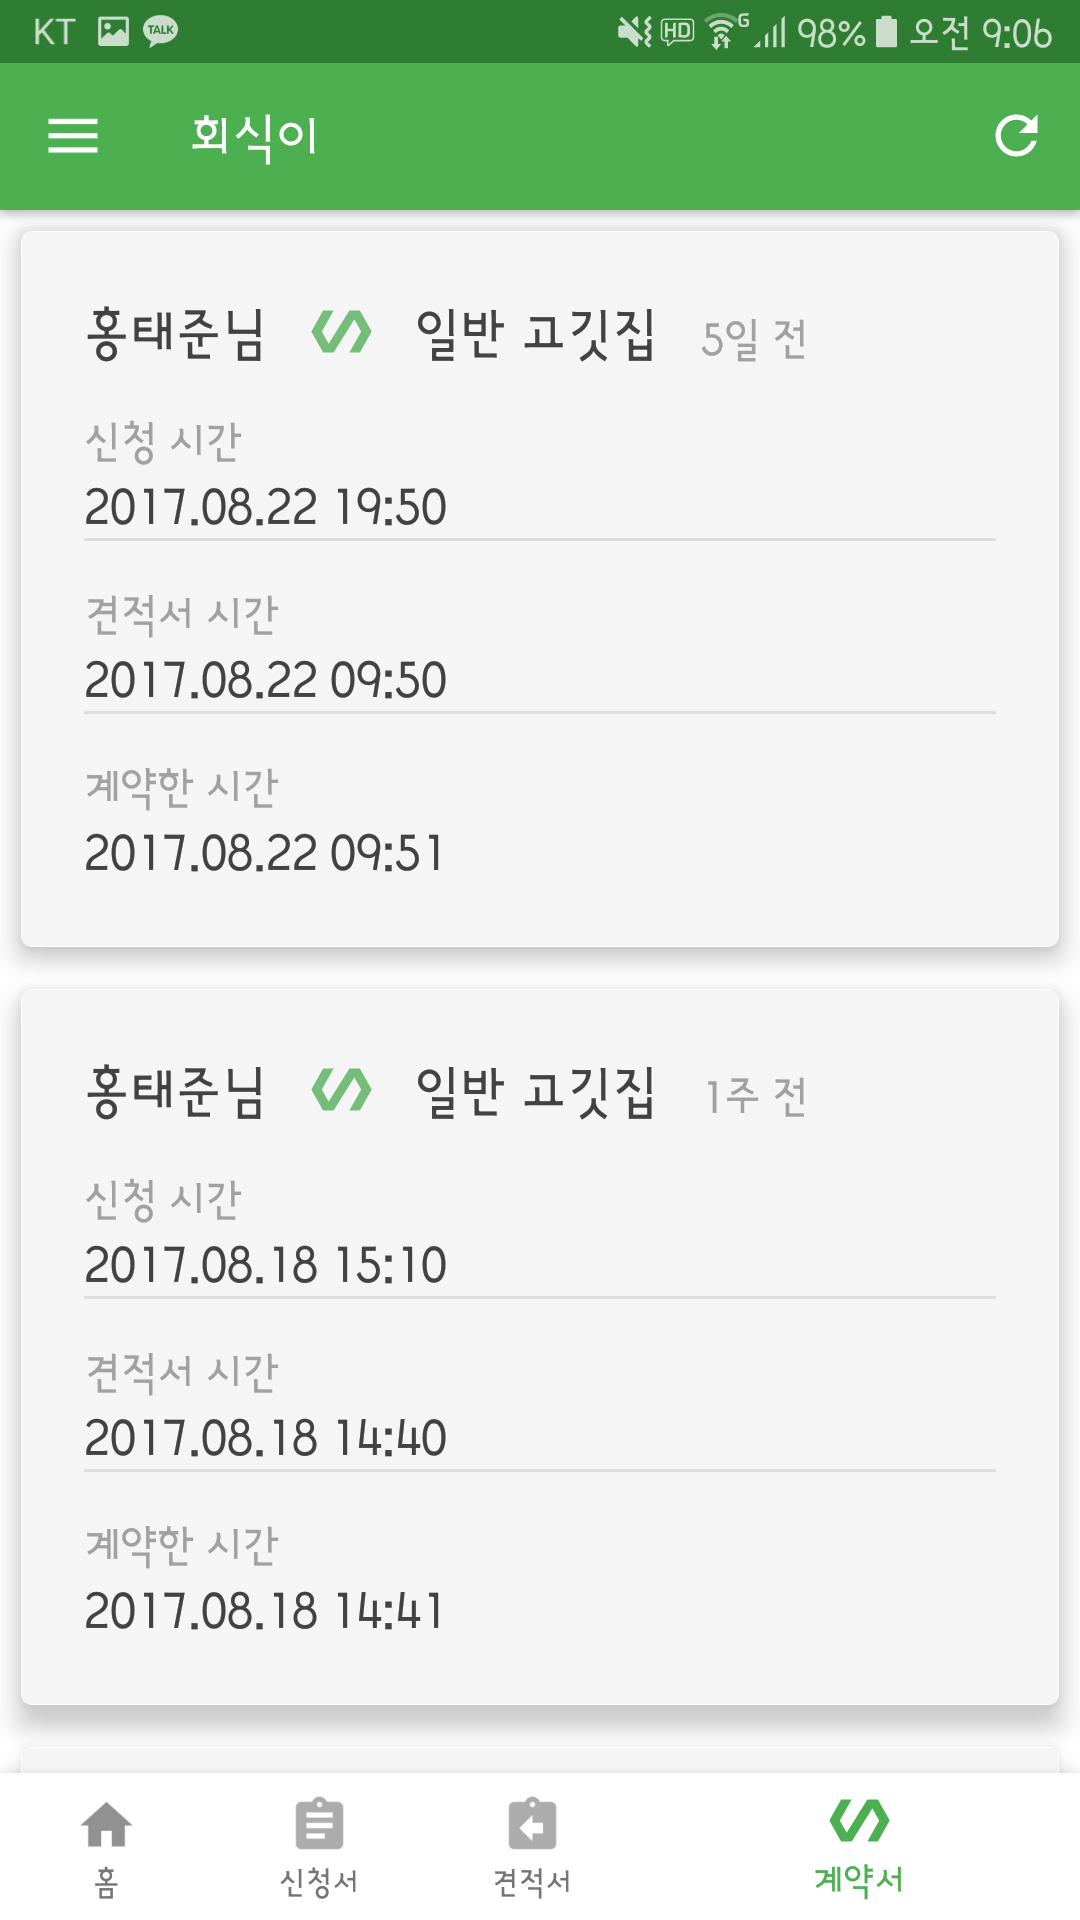 KT TALK HD G 98% 오전 9:06
회식이
홍태준님 일반 고깃집 5일 전
신청 시간
2017.08.22 19:50
견적서 시간
2017.08.22 09:50
계약한 시간
2017.08.22 09:51
홍태준님 일반 고깃집 1주 전
신청 시간
2017.08.18 15:10
견적서 시간
2017.08.18 14:40
계약한 시간
2017.08.18 14:41
홈 신청서 견적서 계약서